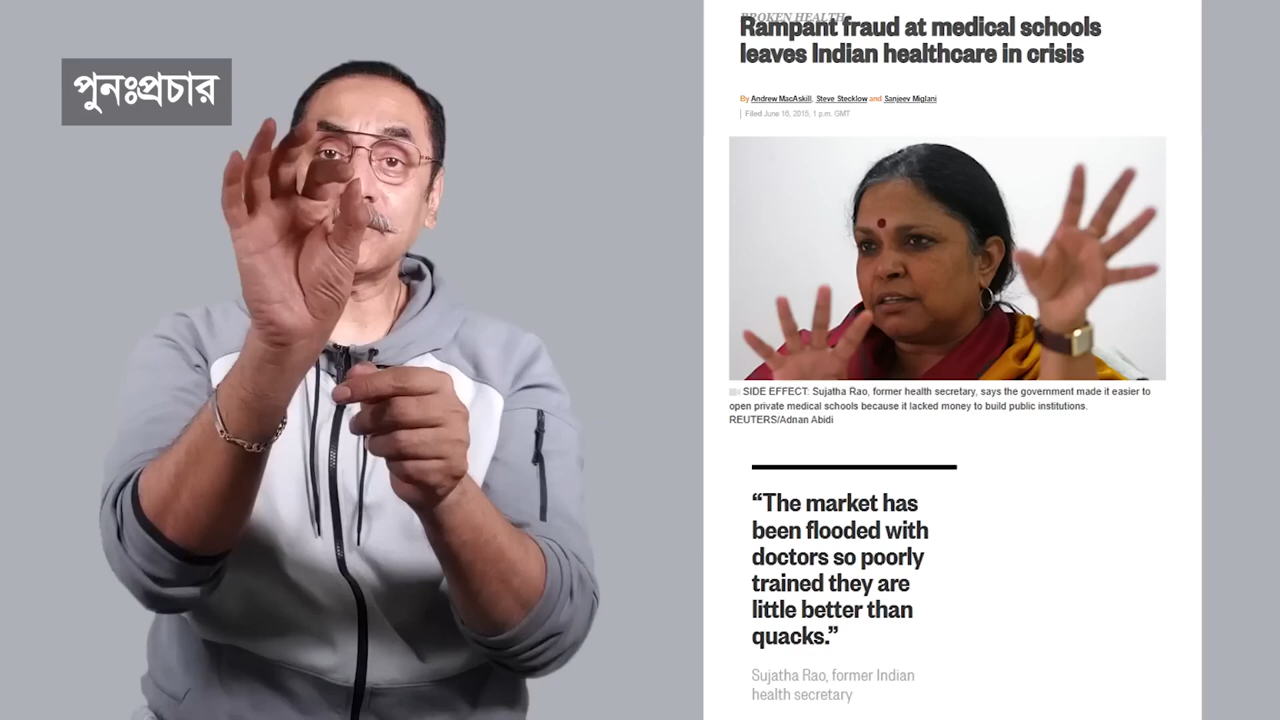 পুনঃপ্রচার
BROKEN HEALTH
Rampant fraud at medical schools
leaves Indian healthcare in crisis
By Andrew MacAskill, Steve Stecklow and Sanjeev Miglani
Filed June 16, 2015, 1 p.m. GMT
SIDE EFFECT: Sujatha Rao, former health secretary, says the government made it easier to
open private medical schools because it lacked money to build public institutions.
REUTERS/Adnan Abidi
“The market has
been flooded with
doctors so poorly
trained they are
little better than
quacks.”
Sujatha Rao, former Indian
health secretary